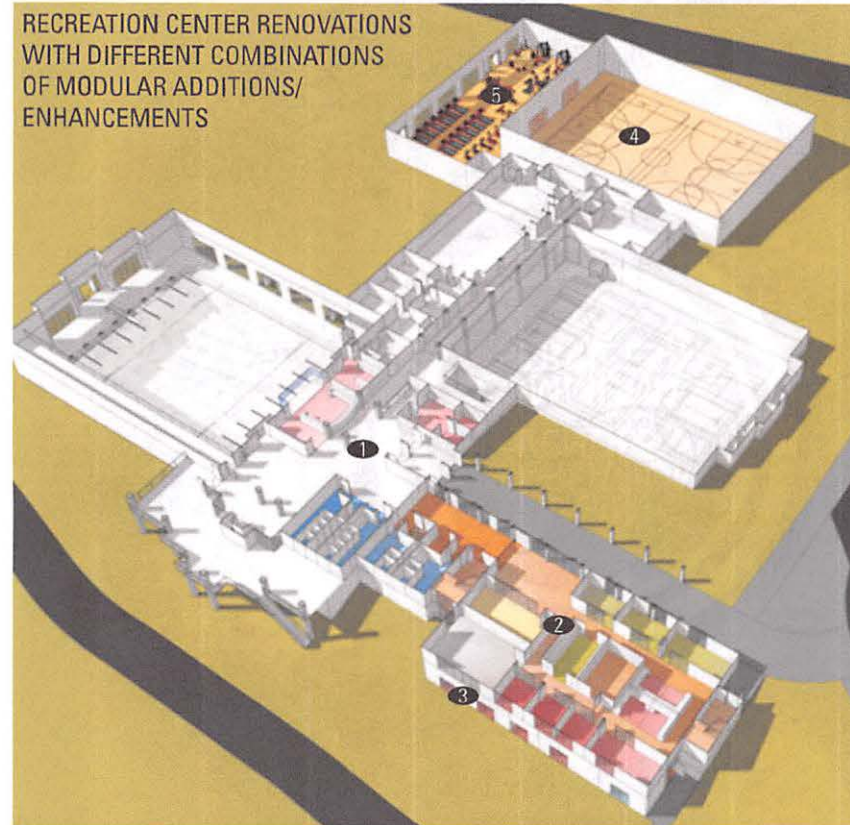 RECREATION CENTER RENOVATIONS
WITH DIFFERENT COMBINATIONS
OF MODULAR ADDITIONS/
ENHANCEMENTS
5
4
1
2
3